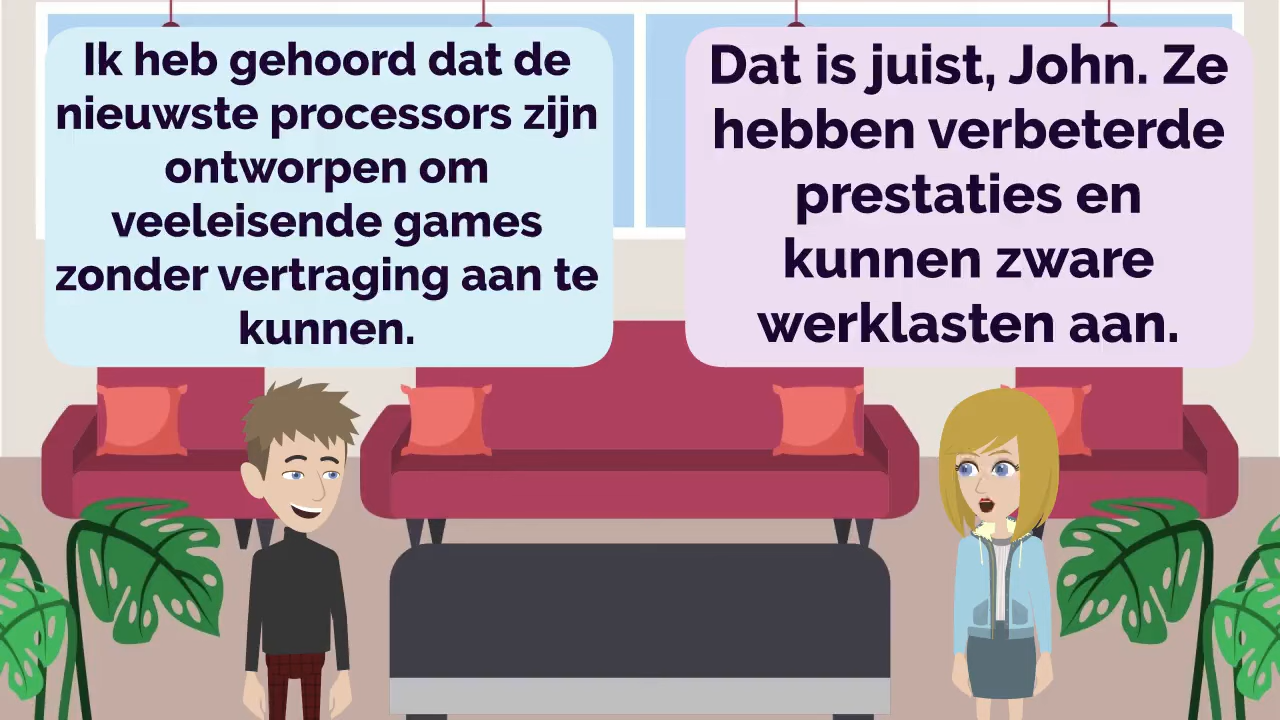 Ik heb gehoord dat de
nieuwste processors zijn
ontworpen om
veeleisende games
zonder vertraging aan te
kunnen.
Dat is juist, John. Ze
hebben verbeterde
prestaties en
kunnen zware
werklasten aan.